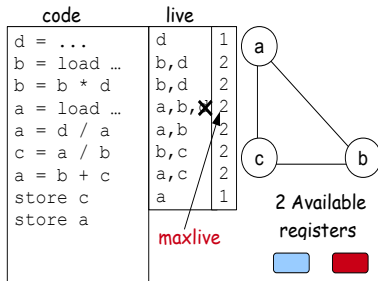 code live
d = ... d 1
b = load … b,d 2
b = b * d b,d 2
a = load … a,b,d 2
a = d / a a,b 2
c = a / b b,c 2
a = b + c a,c 2
store c a 1
store a
maxlive
a
c
b
2 Available
registers